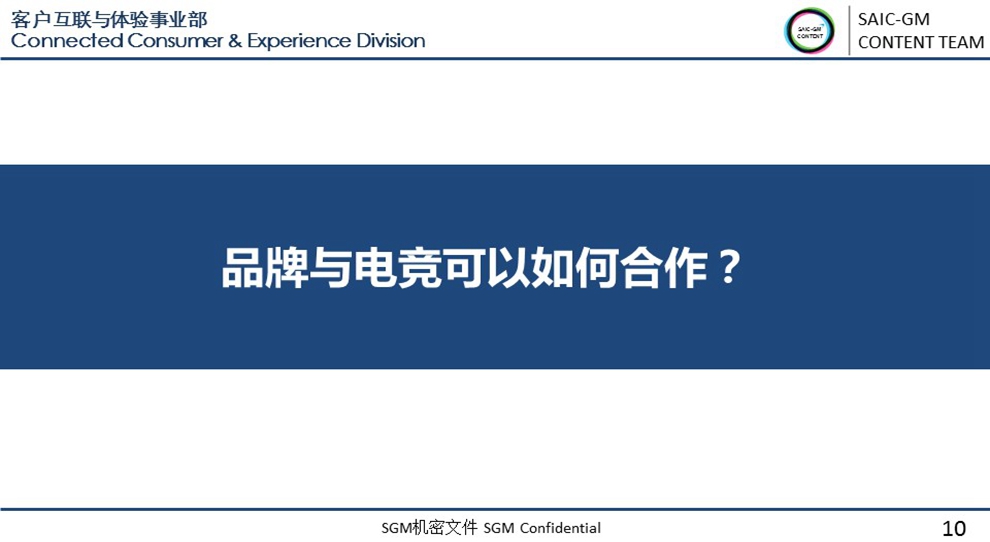 客户互联与体验事业部
Connected Consumer & Experience Division
SAIC-GM
CONTENT
SAIC-GM
CONTENT TEAM
品牌与电竞可以如何合作？
SGM机密文件 SGM Confidential
10